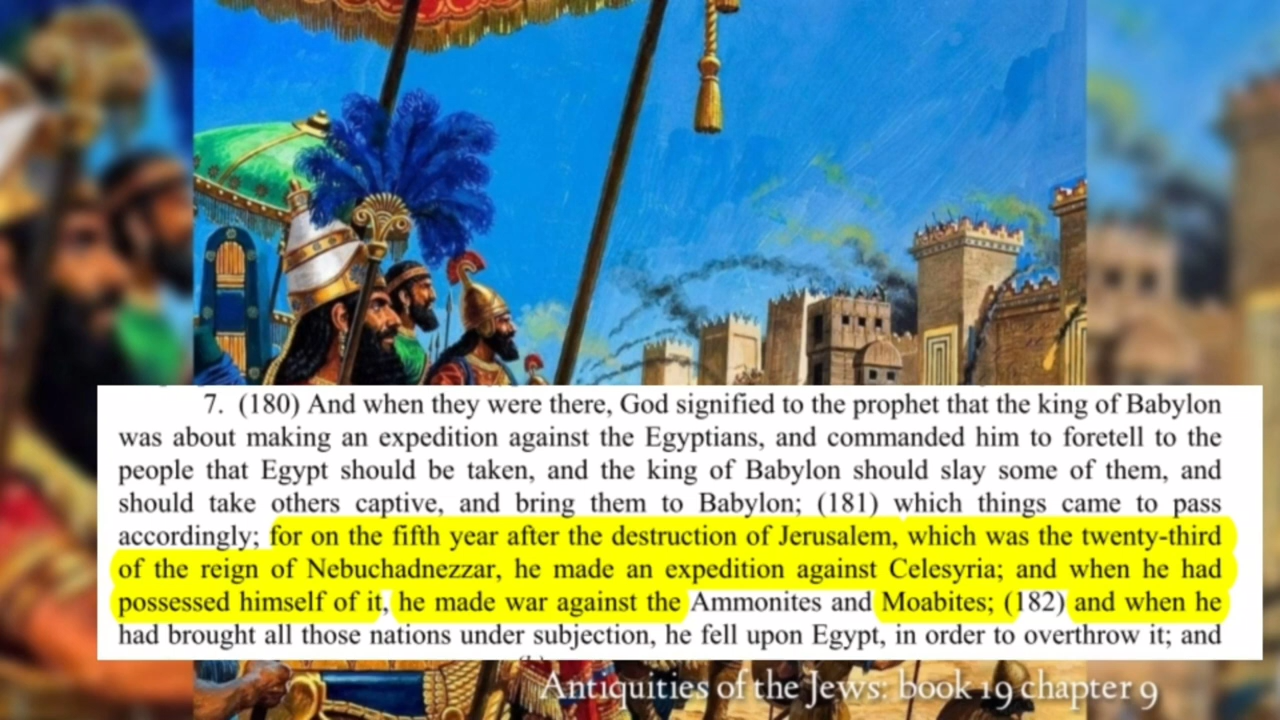 7. (180) And when they were there, God signified to the prophet that the king of Babylon
was about making an expedition against the Egyptians, and commanded him to foretell to the
people that Egypt should be taken, and the king of Babylon should slay some of them, and
should take others captive, and bring them to Babylon; (181) which things came to pass
accordingly; for on the fifth year after the destruction of Jerusalem, which was the twenty-third
of the reign of Nebuchadnezzar, he made an expedition against Celesyria; and when he had
possessed himself of it, he made war against the Ammonites and Moabites; (182) and when he
had brought all those nations under subjection, he fell upon Egypt, in order to overthrow it; and
Antiquities of the Jews: book 19 chapter 9